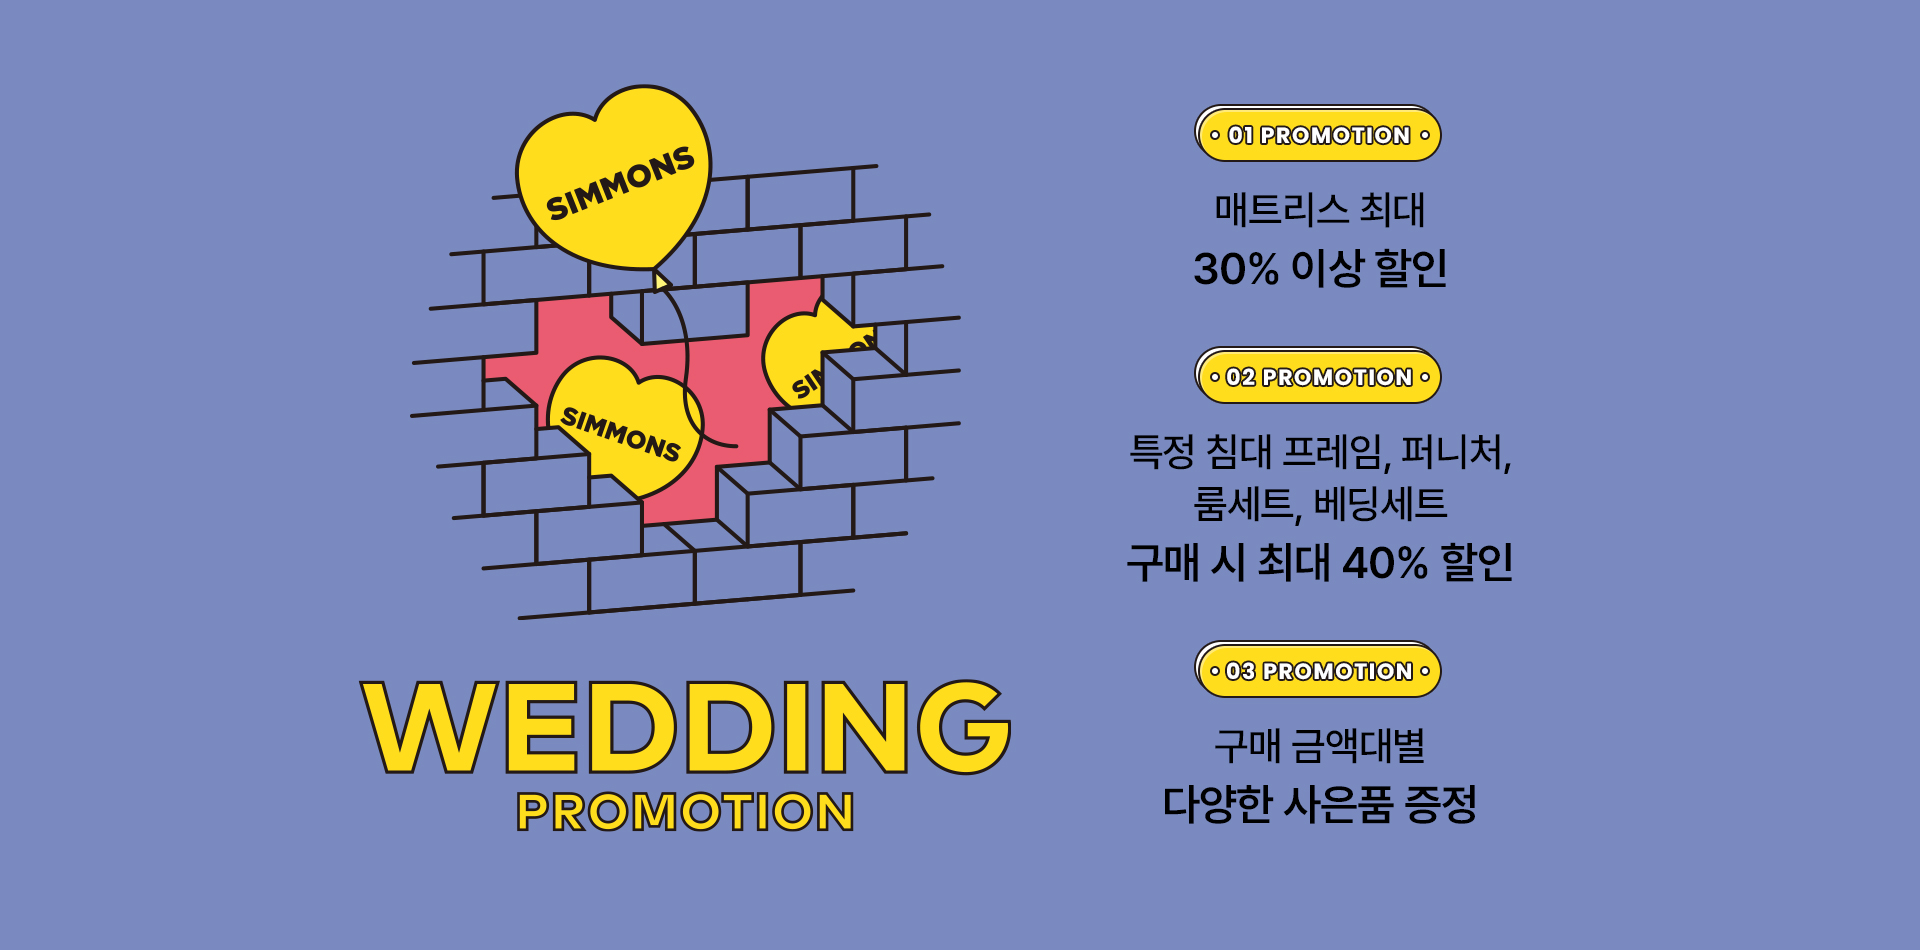 SIMMONS
SIMMONS
WEDDING
PROMOTION
01 PROMOTION
매트리스 최대
30% 이상 할인
02 PROMOTION
특정 침대 프레임, 퍼니처,
룸세트, 베딩세트
구매 시 최대 40% 할인
03 PROMOTION
구매 금액대별
다양한 사은품 증정